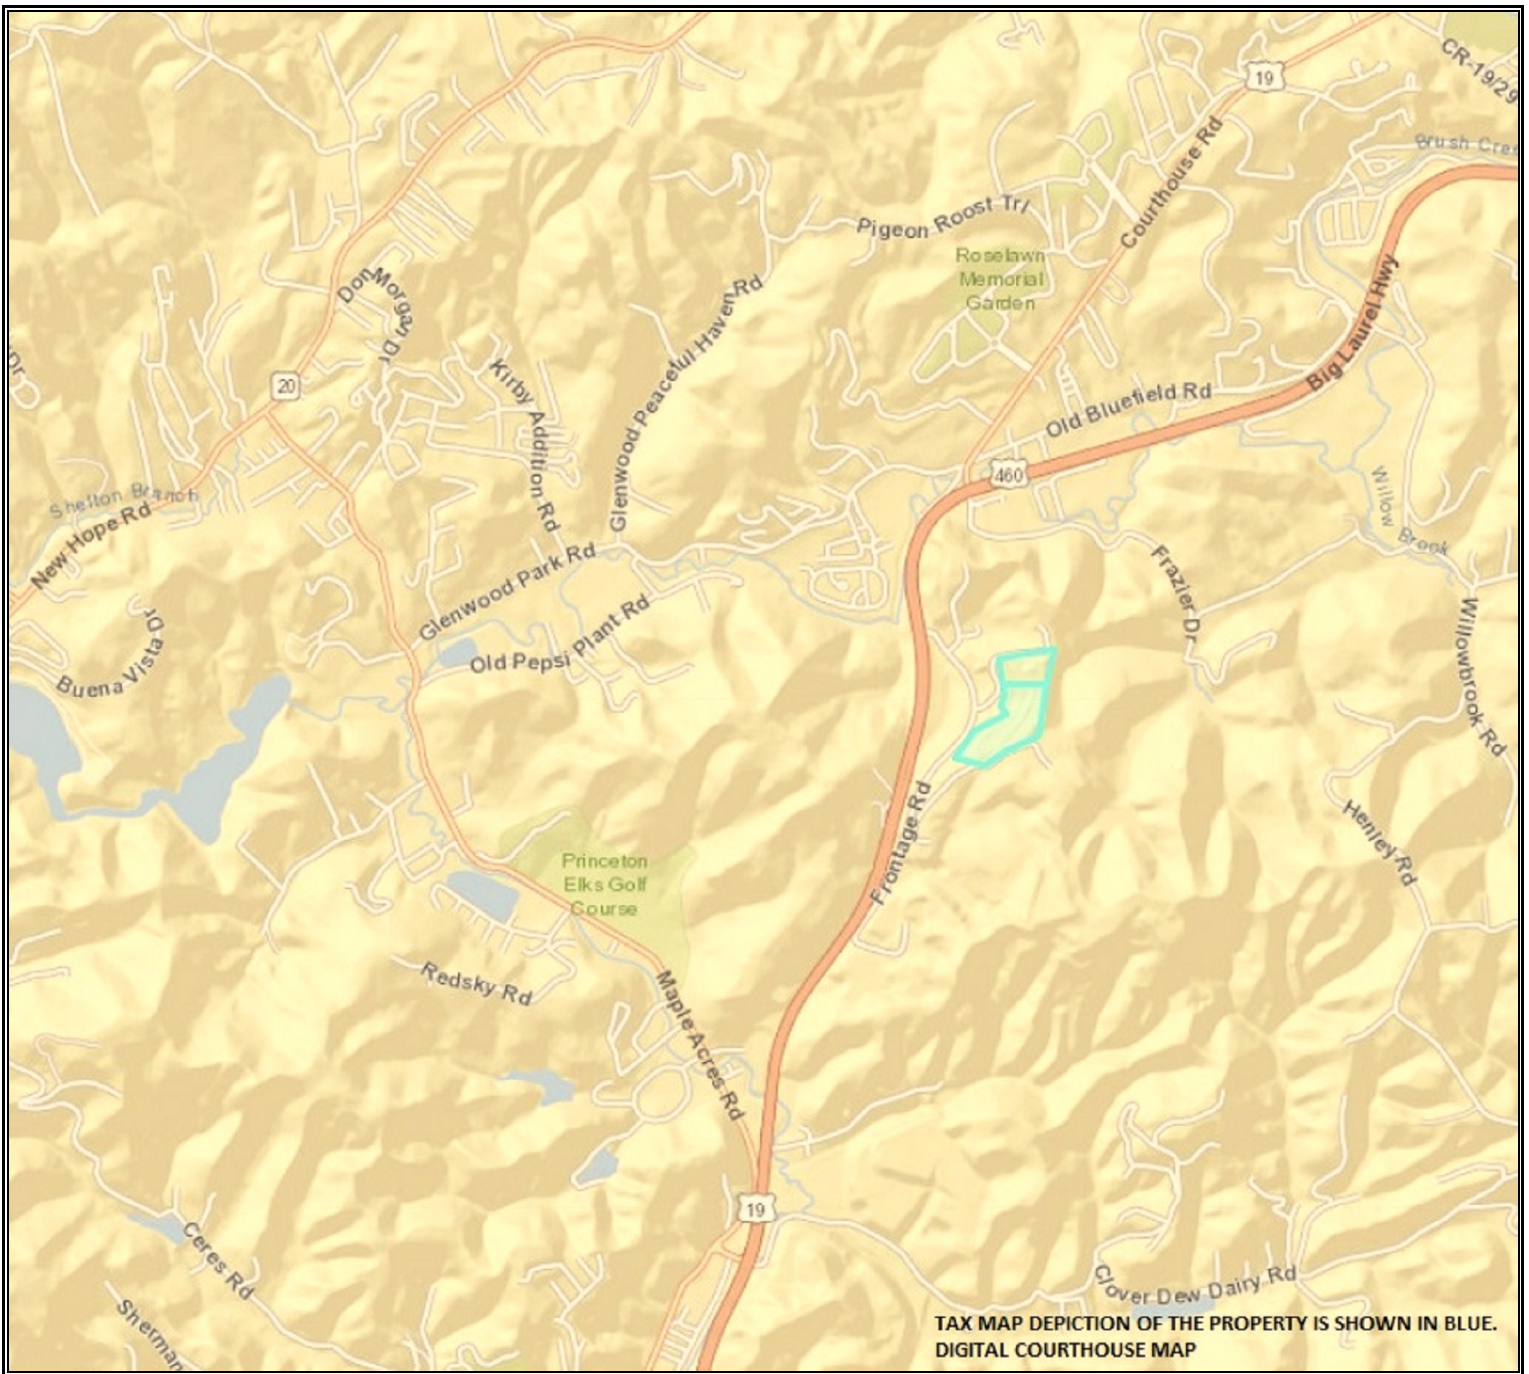 19
CR-19/29
Brush Cree
Courthouse Rd
Pigeon Roost Trl
Roselawn
Memorial
Garden
Don Morgan Dr
Glenwood Peaceful Haven Rd
Big Laurel Hwy
Dr
20
Kirby Addition Rd
Old Bluefield Rd
460
Shelton Branch
New Hope Rd
Willow Brook
Glenwood Park Rd
Frazier Dr
Old Pepsi Plant Rd
Buena Vista Dr
Willowbrook Rd
Frontage Rd
Henley Rd
Princeton
Elks Golf
Course
Redsky Rd
Maple Acres Rd
19
Ceres Rd
Clover Dew Dairy Rd
Sherman
TAX MAP DEPICTION OF THE PROPERTY IS SHOWN IN BLUE.
DIGITAL COURTHOUSE MAP